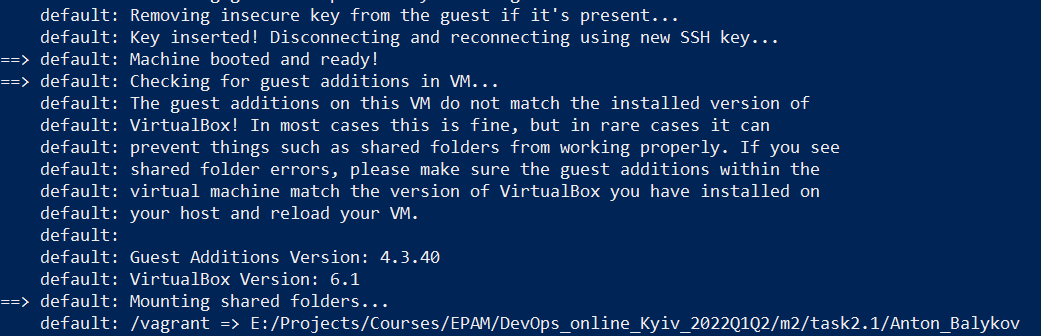 default: Removing insecure key from the guest if it's present...
default: Key inserted! Disconnecting and reconnecting using new SSH key...
==> default: Machine booted and ready!
==> default: Checking for guest additions in VM...
default: The guest additions on this VM do not match the installed version of
default: VirtualBox! In most cases this is fine, but in rare cases it can
default: prevent things such as shared folders from working properly. If you see
default: shared folder errors, please make sure the guest additions within the
default: virtual machine match the version of VirtualBox you have installed on
default: your host and reload your VM.
default:
default: Guest Additions Version: 4.3.40
default: VirtualBox Version: 6.1
==> default: Mounting shared folders...
default: /vagrant => E:/Projects/Courses/EPAM/DevOps_online_Kyiv_2022Q1Q2/m2/task2.1/Anton_Balykov